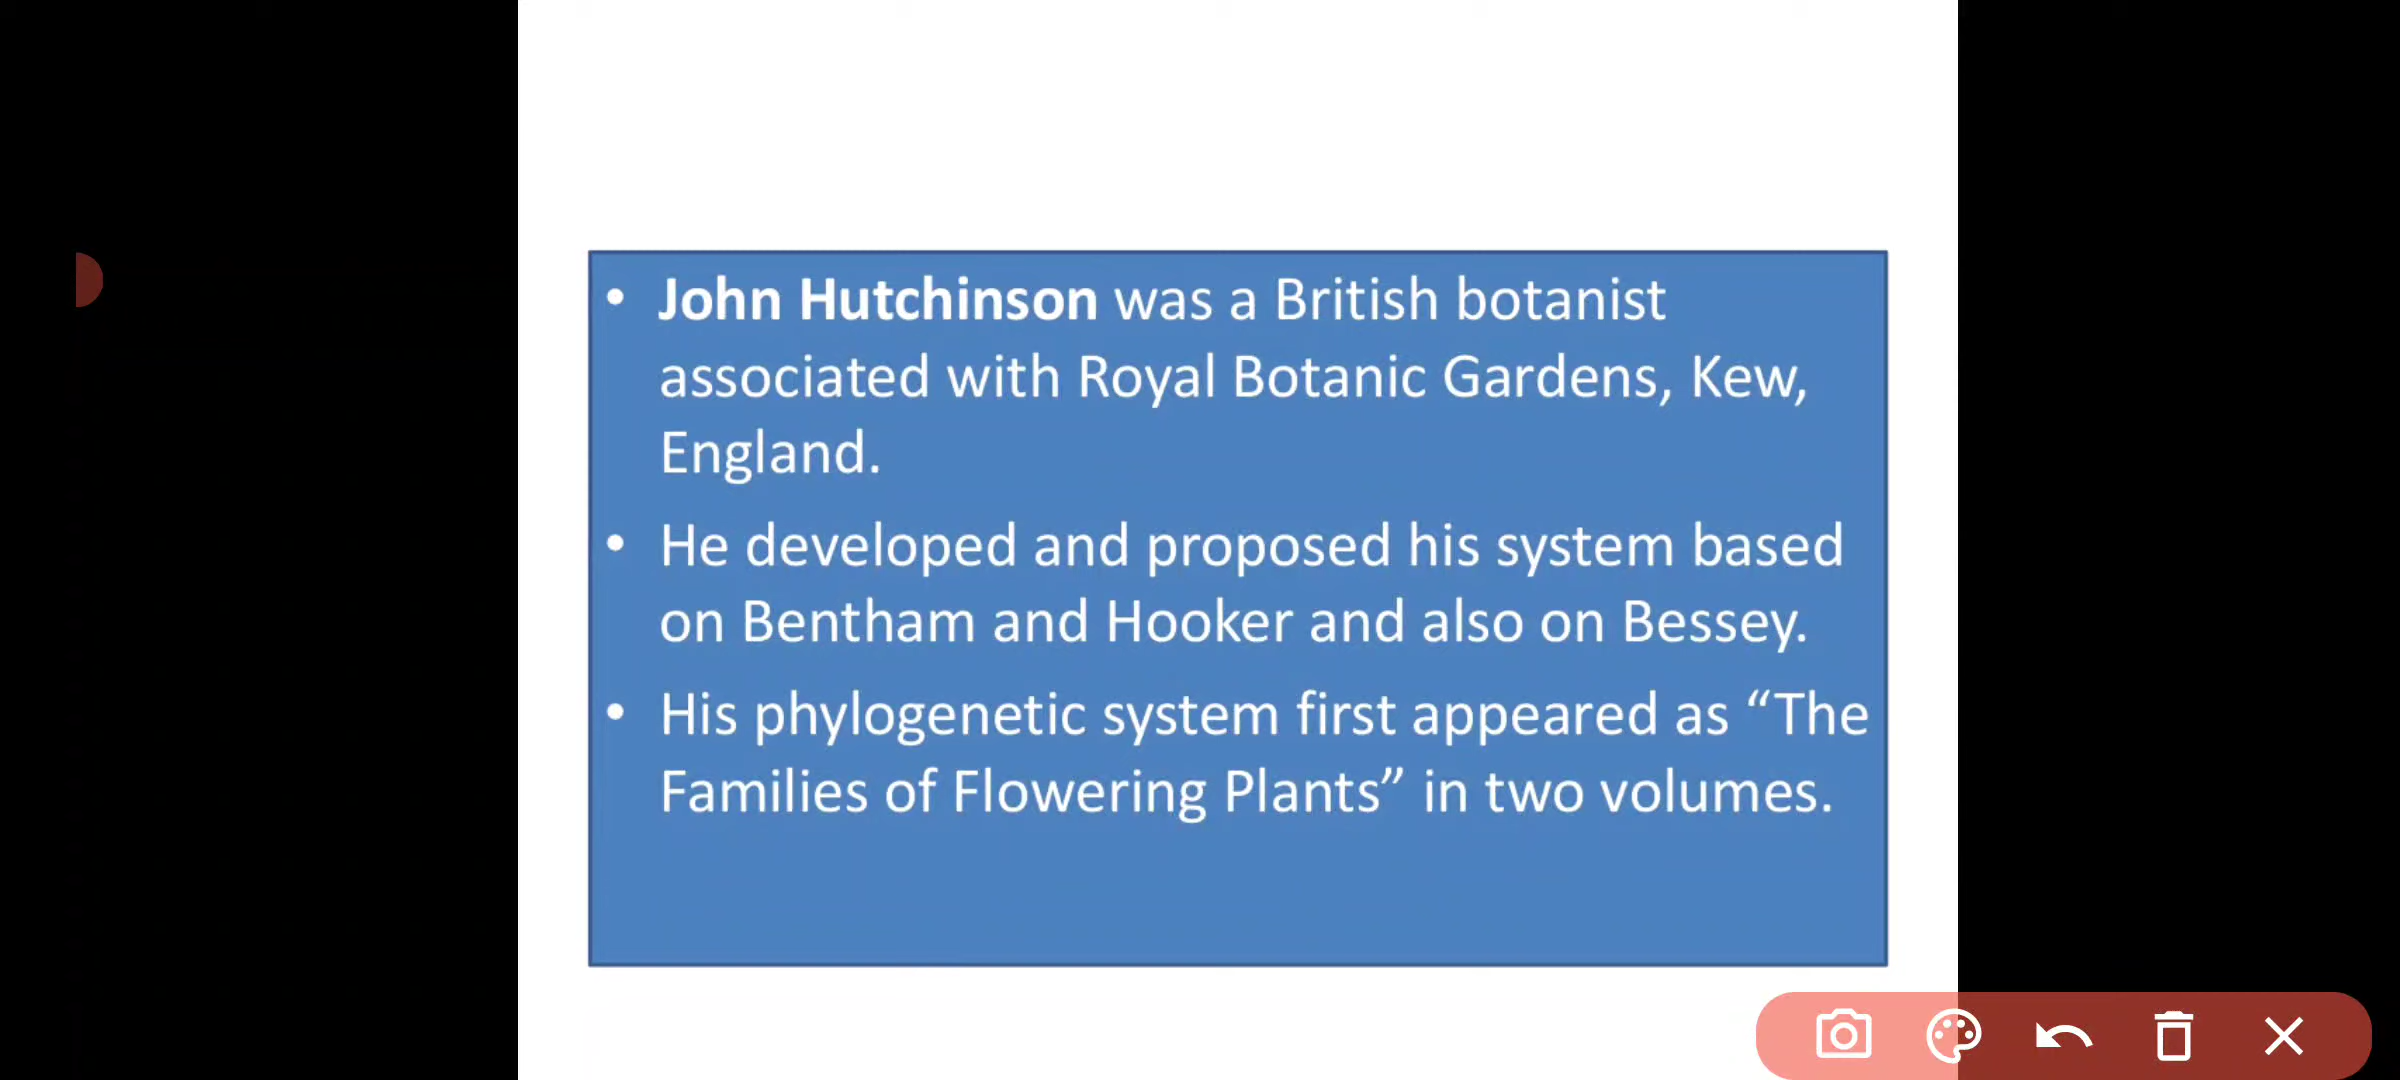 • John Hutchinson was a British botanist
associated with Royal Botanic Gardens, Kew,
England.
• He developed and proposed his system based
on Bentham and Hooker and also on Bessey.
• His phylogenetic system first appeared as “The
Families of Flowering Plants” in two volumes.